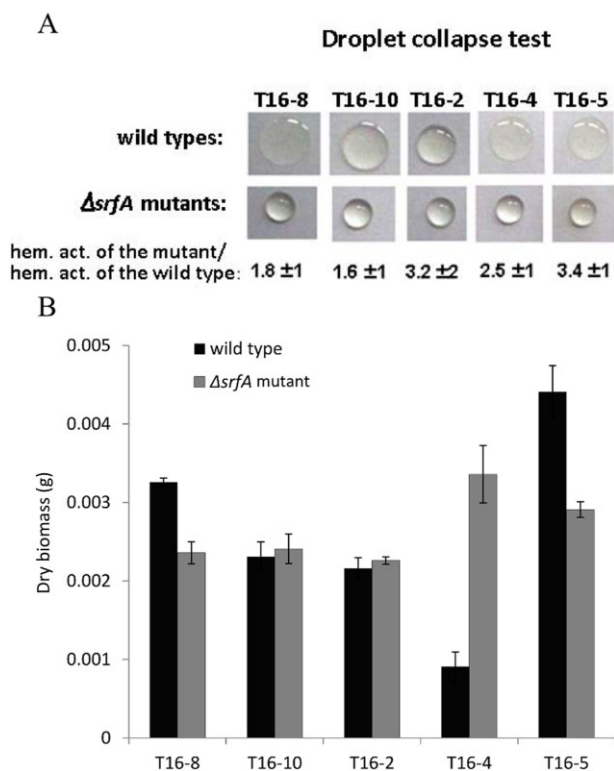 A
Droplet collapse test
T16-8 T16-10 T16-2 T16-4 T16-5
wild types:
ΔsrfA mutants:
hem. act. of the mutant/
hem. act. of the wild type: 1.8 ±1 1.6 ±1 3.2 ±2 2.5 ±1 3.4 ±1
B
0.005
wild type
ΔsrfA mutant
0.004
0.003
0.002
0.001
0
Dry biomass (g)
T16-8 T16-10 T16-2 T16-4 T16-5